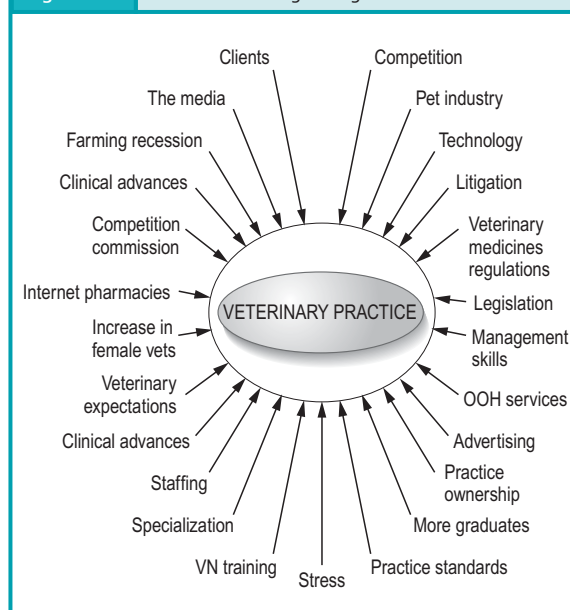 Clients
Competition
The media
Pet industry
Farming recession
Technology
Clinical advances
Litigation
Competition
commission
Veterinary
medicines
regulations
Internet pharmacies
Legislation
VETERINARY PRACTICE
Increase in
female vets
Management
skills
Veterinary
expectations
OOH services
Clinical advances
Advertising
Staffing
Practice
ownership
Specialization
More graduates
VN training
Practice standards
Stress